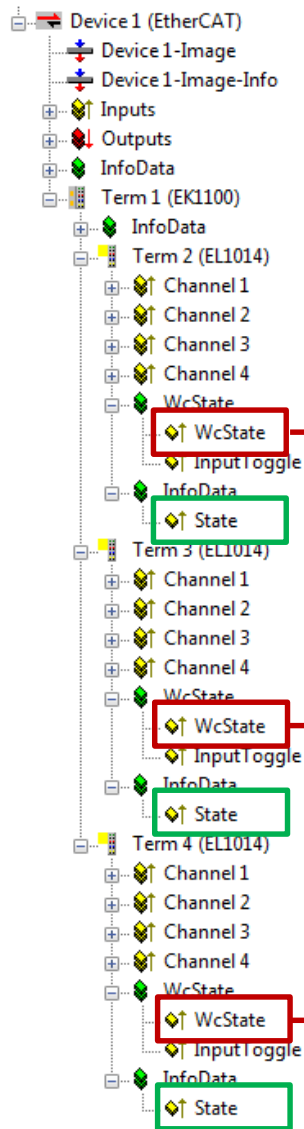 Device 1 (EtherCAT)
Device 1-Image
Device 1-Image-Info
Inputs
Outputs
InfoData
Term 1 (EK1100)
InfoData
Term 2 (EL1014)
Channel 1
Channel 2
Channel 3
Channel 4
WcState
WcState
InputToggle
InfoData
State
Term 3 (EL1014)
Channel 1
Channel 2
Channel 3
Channel 4
WcState
WcState
InputToggle
InfoData
State
Term 4 (EL1014)
Channel 1
Channel 2
Channel 3
Channel 4
WcState
WcState
InputToggle
InfoData
State